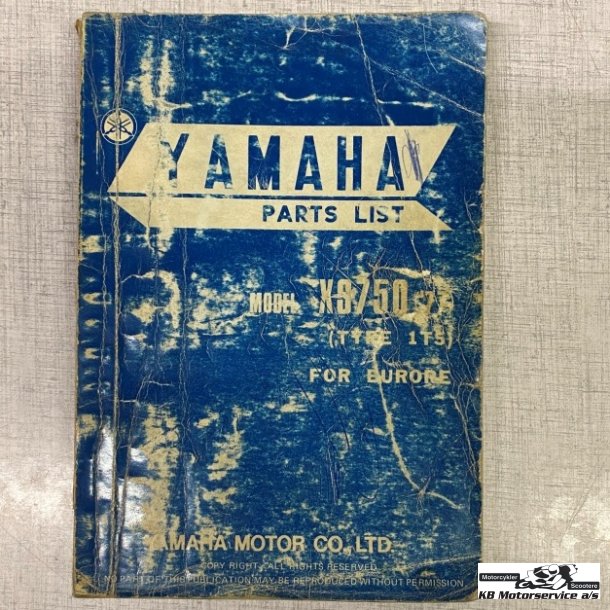 YAMAHA
PARTS LIST
MODEL XS750 '77
(TYPE 1T5)
FOR EUROPE
YAMAHA MOTOR CO., LTD.
COPY RIGHT, ALL RIGHTS RESERVED
NO PART OF THIS PUBLICATION MAY BE REPRODUCED WITHOUT PERMISSION
Motorcykler Scootere
KB Motorservice a/s